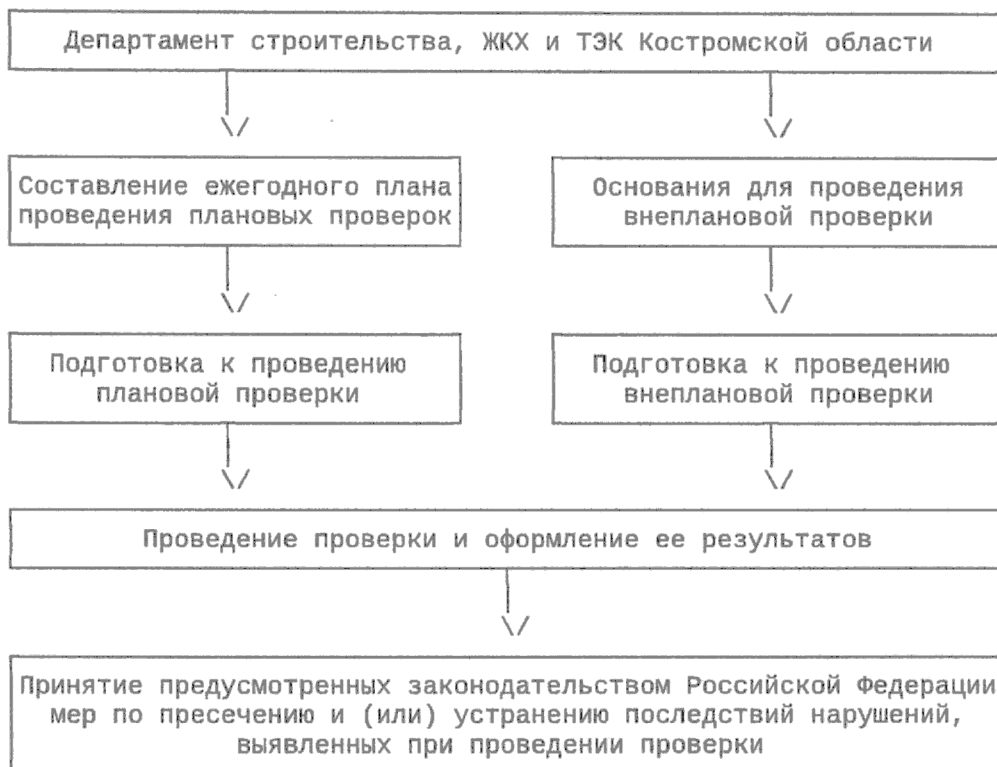 Департамент строительства, ЖКХ и ТЭК Костромской области
Составление ежегодного плана
проведения плановых проверок
Основания для проведения
внеплановой проверки
Подготовка к проведению
плановой проверки
Подготовка к проведению
внеплановой проверки
Проведение проверки и оформление ее результатов
Принятие предусмотренных законодательством Российской Федерации
мер по пресечению и (или) устранению последствий нарушений,
выявленных при проведении проверки